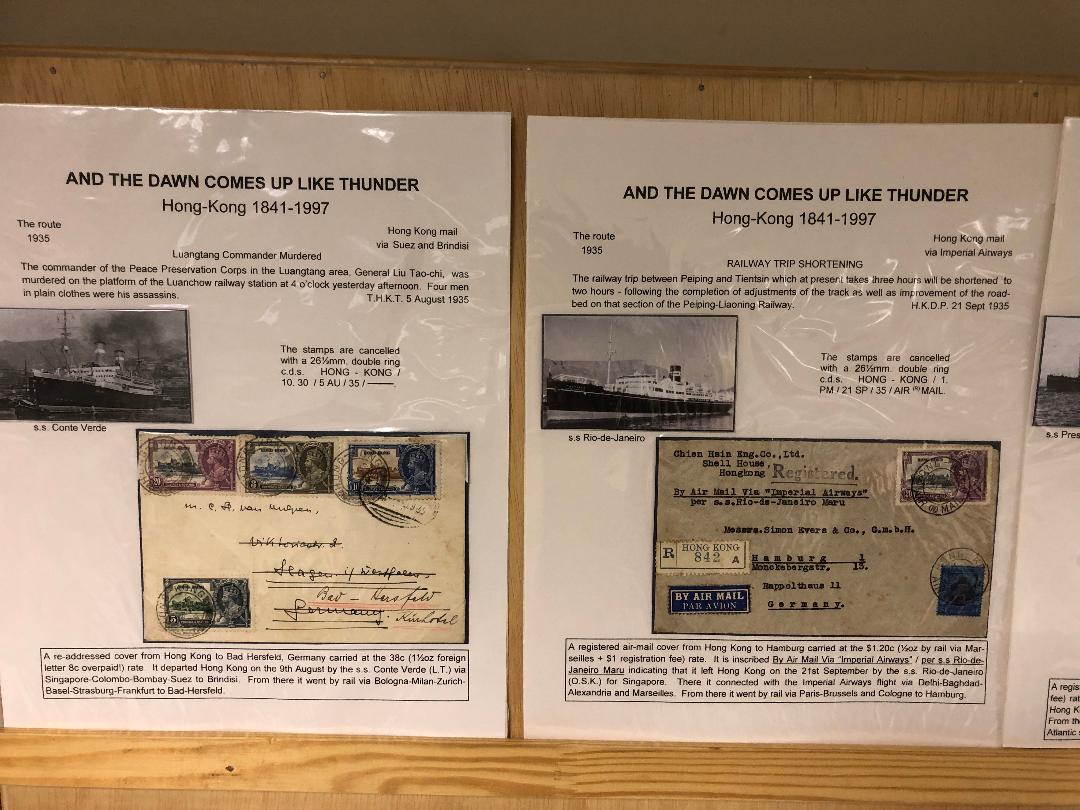 AND THE DAWN COMES UP LIKE THUNDER
Hong-Kong 1841-1997
The route
1935
Hong Kong mail
via Suez and Brindisi
Luangtang Commander Murdered
The commander of the Peace Preservation Corps in the Luangtang area, General Liu Tao-chi, was
murdered on the platform of the Luanchow railway station at 4 o'clock yesterday afternoon. Four men
in plain clothes were his assassins.
T.H.K.T. 5 August 1935
The stamps are cancelled
with a 26½mm. double ring
c.d.s. HONG - KONG /
10. 30 / 5 AU / 35 / ———.
s.s. Conte Verde
Bad - Hersfeld
Germany.
Kurhotel
A re-addressed cover from Hong Kong to Bad Hersfeld, Germany carried at the 38c (1½oz foreign
letter 8c overpaid!) rate. It departed Hong Kong on the 9th August by the s.s. Conte Verde (L.T.) via
Singapore-Colombo-Bombay-Suez to Brindisi. From there it went by rail via Bologna-Milan-Zurich-
Basel-Strasburg-Frankfurt to Bad-Hersfeld.
AND THE DAWN COMES UP LIKE THUNDER
Hong-Kong 1841-1997
The route
1935
Hong Kong mail
via Imperial Airways
RAILWAY TRIP SHORTENING
The railway trip between Peiping and Tientsin which at present takes three hours will be shortened to
two hours - following the completion of adjustments of the track as well as improvement of the road-
bed on that section of the Peiping-Liaoning Railway.
H.K.D.P. 21 Sept 1935
The stamps are cancelled
with a 26½mm. double ring
c.d.s. HONG - KONG / 1.
PM / 21 SP / 35 / AIR (S) MAIL.
s.s Rio-de-Janeiro
Chien Hsin Eng.Co.,Ltd.
Shell House,
Hongkong
Registered.
By Air Mail Via "Imperial Airways"
per s.s.Rio-de-Janeiro Maru
Messrs.Simon Evers & Co., G.m.b.H.
R HONG KONG
842 A
Hamburg 1
Monckebergstr. 13.
Rappolthaus 11
Germany.
BY AIR MAIL
PAR AVION
A registered air-mail cover from Hong Kong to Hamburg carried at the $1.20c (½oz by rail via Mar-
seilles + $1 registration fee) rate. It is inscribed By Air Mail Via "Imperial Airways" / per s.s Rio-de-
Janeiro Maru indicating that it left Hong Kong on the 21st September by the s.s. Rio-de-Janeiro
(O.S.K.) for Singapore. There it connected with the Imperial Airways flight via Delhi-Baghdad-
Alexandria and Marseilles. From there it went by rail via Paris-Brussels and Cologne to Hamburg.
s.s Pres
A regis
fee) rat
Hong K
From th
Atlantic s